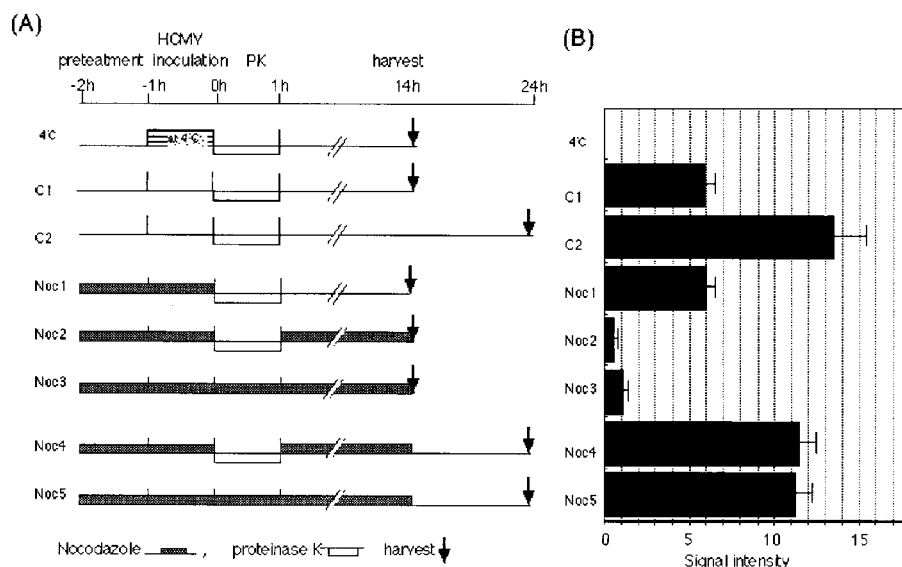 (A)
HCMV
pretreatment inoculation PK harvest
-2h -1h 0h 1h 14h 24h
4℃
at 4℃
C1
C2
Noc1
Noc2
Noc3
Noc4
Noc5
Nocodazole , proteinase K harvest
(B)
4℃
C1
C2
Noc1
Noc2
Noc3
Noc4
Noc5
0 5 10 15
Signal intensity